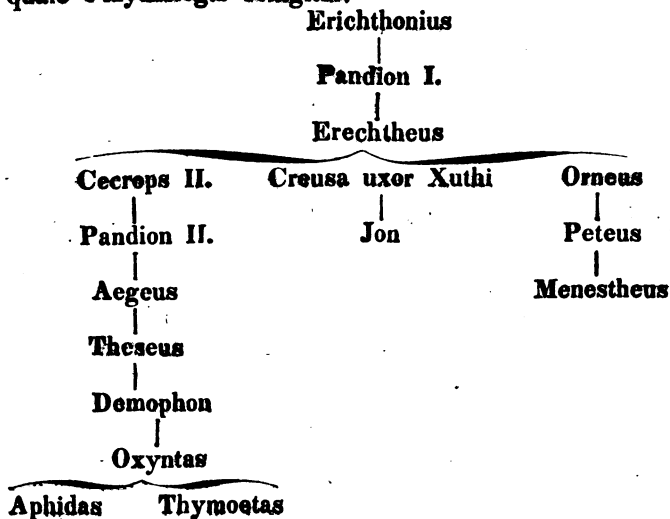 Erichthonius
Pandion I.
Erechtheus
Cecrops II. Creusa uxor Xuthi Orneus
Pandion II. Jon Peteus
Aegeus Menestheus
Theseus
Demophon
Oxyntas
Aphidas Thymoetas